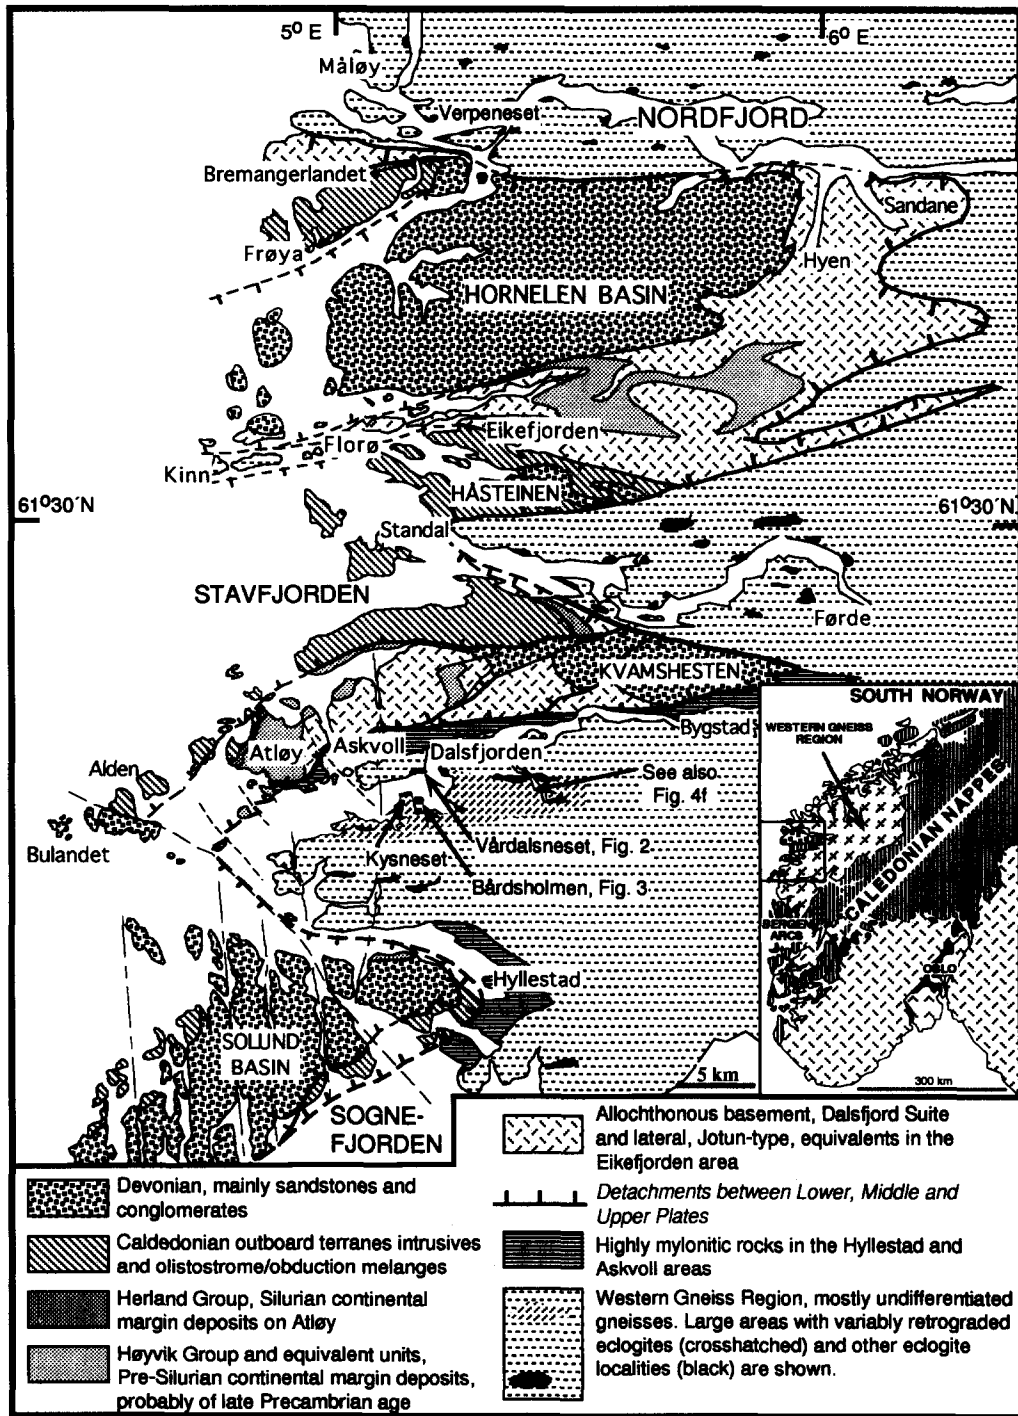 5º E
6º E
Måløy
Verpeneset
NORDFJORD
Bremangerlandet
Sandane
Frøya
Hyen
HORNELEN BASIN
Eikefjorden
Florø
Kinn
HÅSTEINEN
61º30´N
61º30´N
Standal
STAVFJORDEN
Førde
KVAMSHESTEN
Bygstad
Atløy
Askvoll
Dalsfjorden
Alden
See also
Fig. 4f
Bulandet
Kysneset
Vårdalsneset, Fig. 2
Bårdsholmen, Fig. 3
Hyllestad
SOLUND
BASIN
SOGNE-
FJORDEN
5 km
SOUTH NORWAY
WESTERN GNEISS
REGION
CALEDONIAN NAPPES
BERGEN
ARCS
OSLO
300 km
Allochthonous basement, Dalsfjord Suite
and lateral, Jotun-type, equivalents in the
Eikefjorden area
Devonian, mainly sandstones and
conglomerates
Detachments between Lower, Middle and
Upper Plates
Caldedonian outboard terranes intrusives
and olistostrome/obduction melanges
Highly mylonitic rocks in the Hyllestad and
Askvoll areas
Herland Group, Silurian continental
margin deposits on Atløy
Western Gneiss Region, mostly undifferentiated
gneisses. Large areas with variably retrograded
eclogites (crosshatched) and other eclogite
localities (black) are shown.
Høyvik Group and equivalent units,
Pre-Silurian continental margin deposits,
probably of late Precambrian age